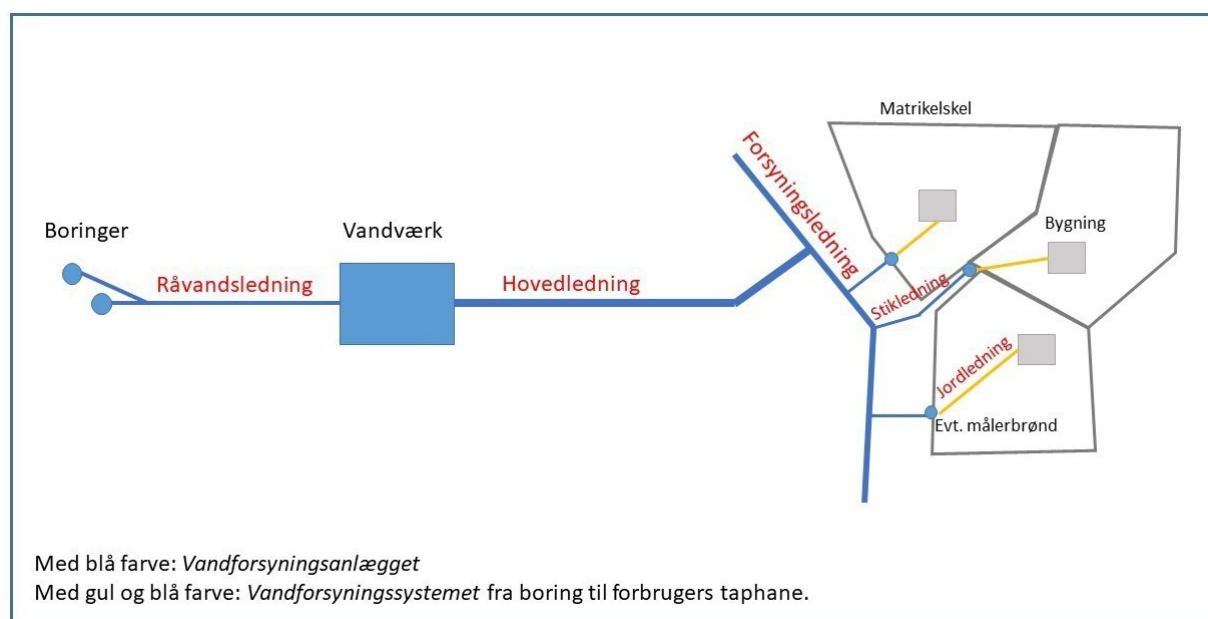 Matrikelskel
Forsyningsledning
Boringer
Vandværk
Bygning
Råvandsledning
Hovedledning
Stikledning
Jordledning
Evt. målerbrønd
Med blå farve: Vandforsyningsanlægget
Med gul og blå farve: Vandforsyningssystemet fra boring til forbrugers taphane.